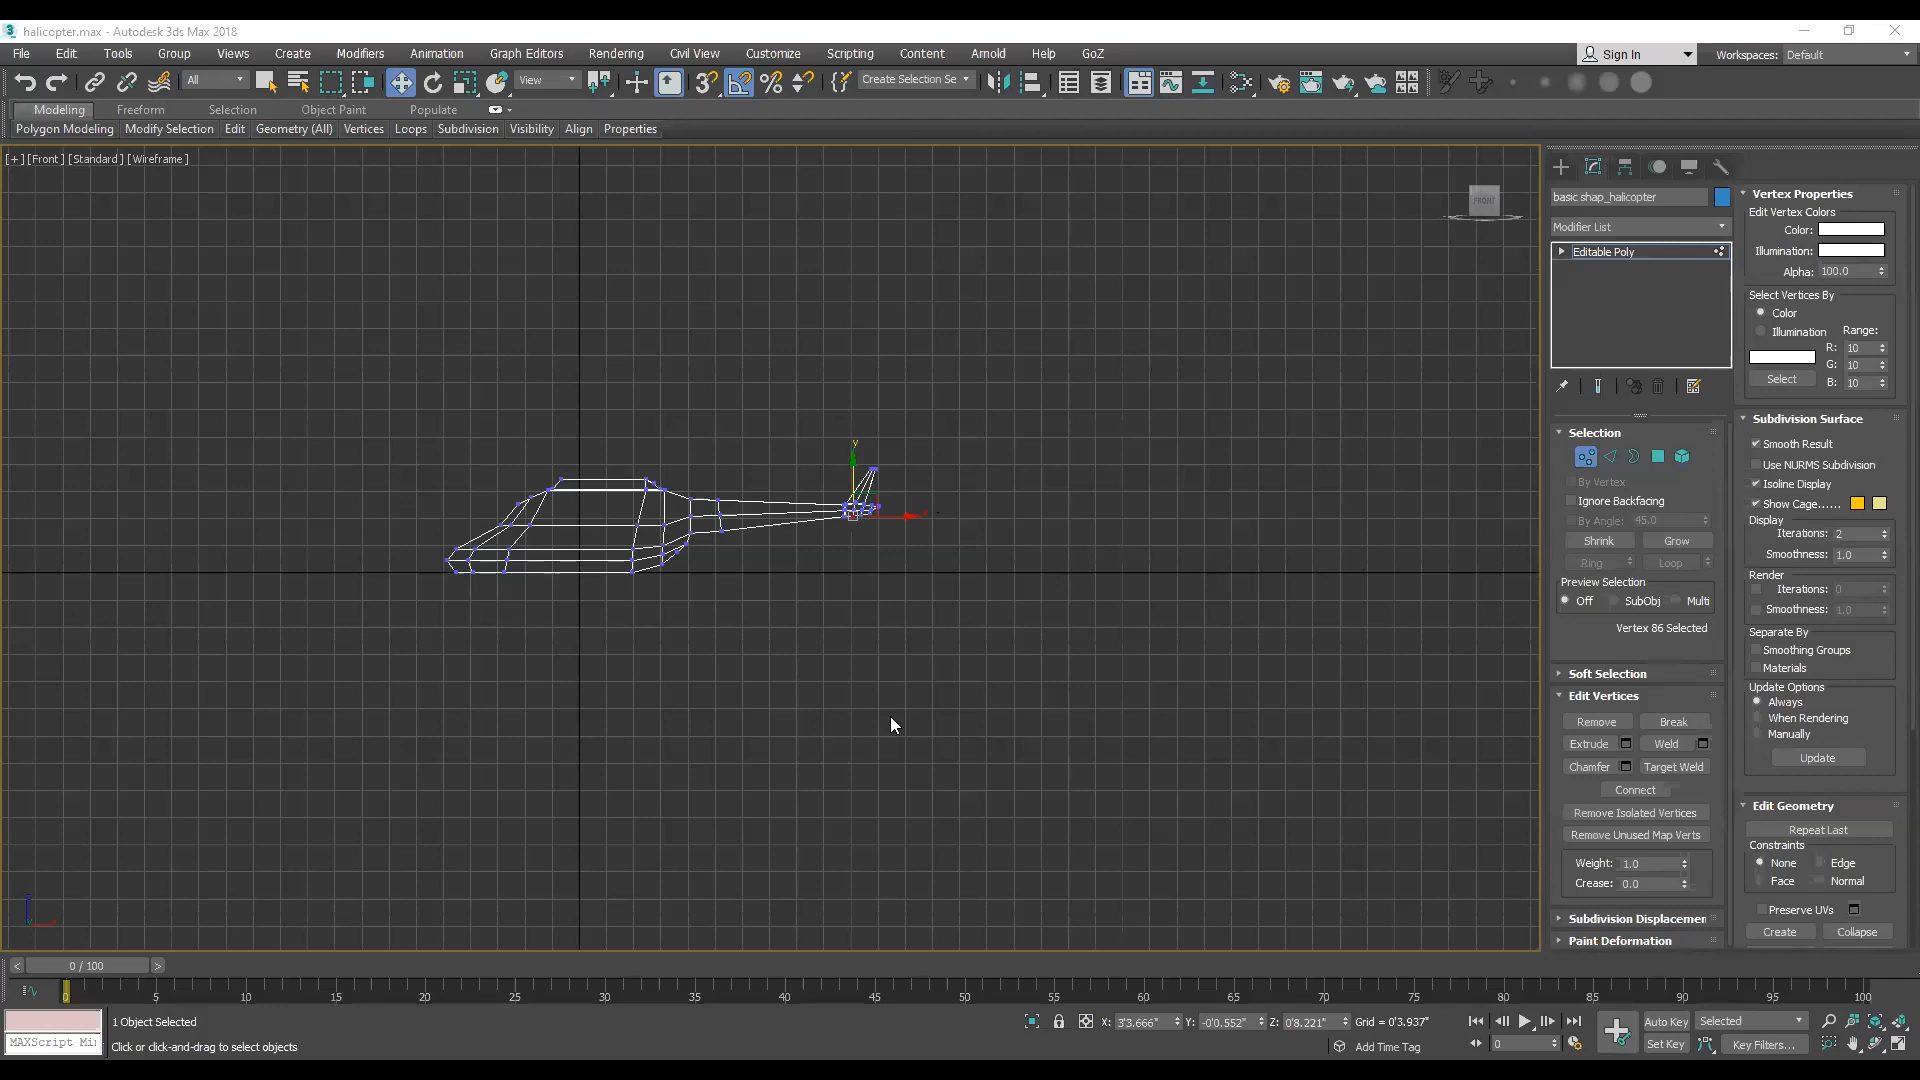 halicopter.max - Autodesk 3ds Max 2018
File Edit Tools Group Views Create Modifiers Animation Graph Editors Rendering Civil View Customize Scripting Content Arnold Help GoZ
Sign In Workspaces: Default
All View Create Selection Se
Modeling Freeform Selection Object Paint Populate
Polygon Modeling Modify Selection Edit Geometry (All) Vertices Loops Subdivision Visibility Align Properties
[+] [Front] [Standard] [Wireframe]
FRONT
y
basic shap_halicopter
Modifier List
Editable Poly
Selection
By Vertex
Ignore Backfacing
By Angle: 45.0
Shrink Grow
Ring Loop
Preview Selection
Off SubObj Multi
Vertex 86 Selected
Soft Selection
Edit Vertices
Remove Break
Extrude Weld
Chamfer Target Weld
Connect
Remove Isolated Vertices
Remove Unused Map Verts
Weight: 1.0
Crease: 0.0
Subdivision Displacemen
Paint Deformation
Vertex Properties
Edit Vertex Colors
Color:
Illumination:
Alpha: 100.0
Select Vertices By
Color
Illumination Range:
R: 10
G: 10
Select B: 10
Subdivision Surface
Smooth Result
Use NURMS Subdivision
Isoline Display
Show Cage......
Display
Iterations: 2
Smoothness: 1.0
Render
Iterations: 0
Smoothness: 1.0
Separate By
Smoothing Groups
Materials
Update Options
Always
When Rendering
Manually
Update
Edit Geometry
Repeat Last
Constraints
None Edge
Face Normal
Preserve UVs
Create Collapse
< 0 / 100 >
0 5 10 15 20 25 30 35 40 45 50 55 60 65 70 75 80 85 90 95 100
1 Object Selected X: 3'3.666" Y: -0'0.552" Z: 0'8.221" Grid = 0'3.937" Auto Key Selected
MAXScript Mi Click or click-and-drag to select objects Add Time Tag 0 Set Key Key Filters...